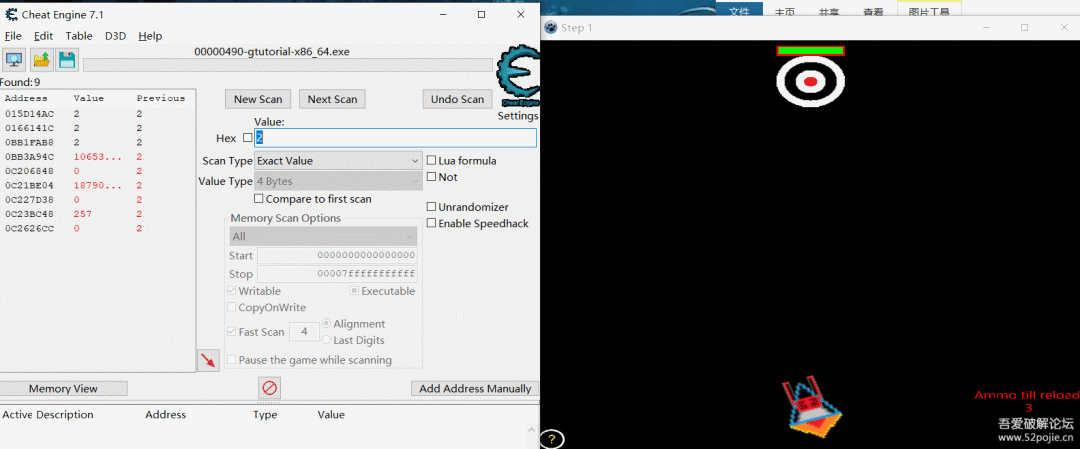 Cheat Engine 7.1
File Edit Table D3D Help
00000490-gtutorial-x86_64.exe
Found:9
Address Value Previous
015D14AC 2 2
0166141C 2 2
0BB1FAB8 2 2
0BB3A94C 10653... 2
0C206848 0 2
0C21BE04 18790... 2
0C227D38 0 2
0C23BC48 257 2
0C2626CC 0 2
New Scan Next Scan Undo Scan
Cheat Engine
Settings
Value:
Hex 2
Scan Type Exact Value
Lua formula
Not
Value Type 4 Bytes
Compare to first scan
Unrandomizer
Enable Speedhack
Memory Scan Options
All
Start 0000000000000000
Stop 00007fffffffffff
Writable Executable
CopyOnWrite
Fast Scan 4 Alignment
Last Digits
Pause the game while scanning
Memory View
Add Address Manually
Active Description Address Type Value
文件 主页 共享 查看 图片工具
Step 1
Ammo till reload
3
?
吾爱破解论坛
www.52pojie.cn